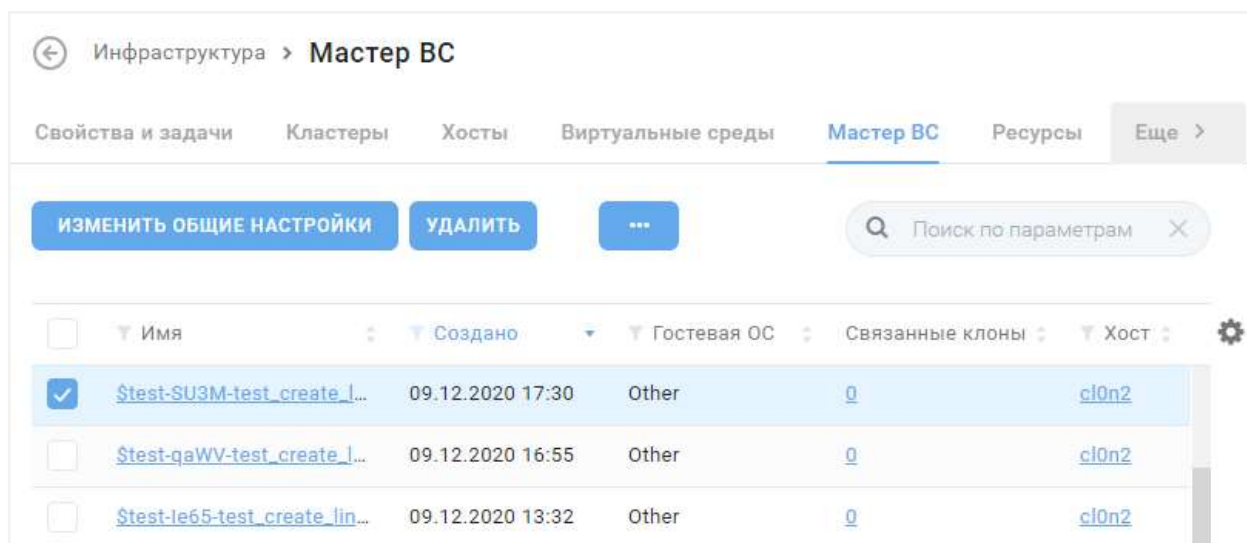 Инфраструктура > Мастер ВС
Свойства и задачи Кластеры Хосты Виртуальные среды Мастер ВС Ресурсы Еще >
ИЗМЕНИТЬ ОБЩИЕ НАСТРОЙКИ УДАЛИТЬ ... Поиск по параметрам
Имя Создано Гостевая ОС Связанные клоны Хост
$test-SU3M-test_create_l... 09.12.2020 17:30 Other 0 cl0n2
$test-qaWV-test_create_l... 09.12.2020 16:55 Other 0 cl0n2
$test-Ie65-test_create_lin... 09.12.2020 13:32 Other 0 cl0n2